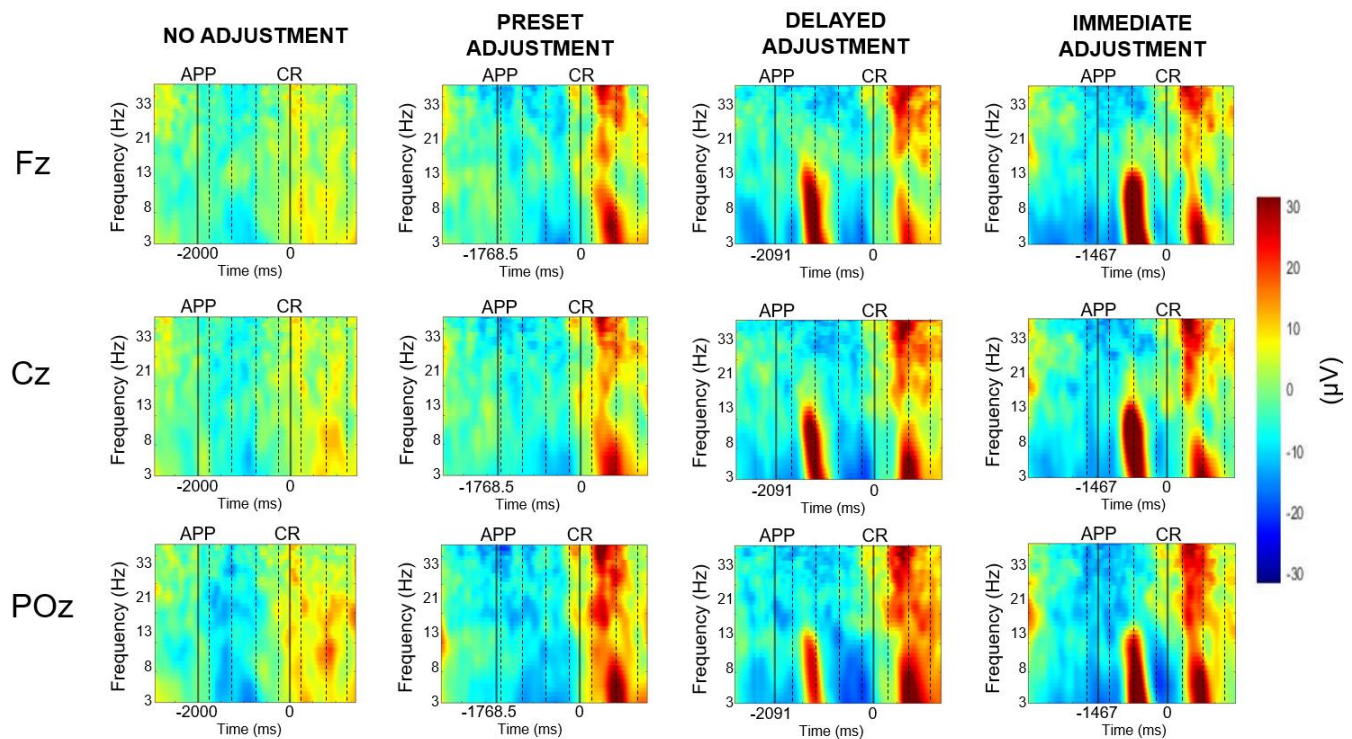 NO ADJUSTMENT
PRESET
ADJUSTMENT
DELAYED
ADJUSTMENT
IMMEDIATE
ADJUSTMENT
APP CR APP CR APP CR APP CR
Fz
Frequency (Hz) 33 21 13 8 3
Frequency (Hz) 33 21 13 8 3
Frequency (Hz) 33 21 13 8 3
Frequency (Hz) 33 21 13 8 3
-2000 0 -1768.5 0 -2091 0 -1467 0
Time (ms) Time (ms) Time (ms) Time (ms)
APP CR APP CR APP CR APP CR
Cz
Frequency (Hz) 33 21 13 8 3
Frequency (Hz) 33 21 13 8 3
Frequency (Hz) 33 21 13 8 3
Frequency (Hz) 33 21 13 8 3
-2000 0 -1768.5 0 -2091 0 -1467 0
Time (ms) Time (ms) Time (ms) Time (ms)
APP CR APP CR APP CR APP CR
POz
Frequency (Hz) 33 21 13 8 3
Frequency (Hz) 33 21 13 8 3
Frequency (Hz) 33 21 13 8 3
Frequency (Hz) 33 21 13 8 3
-2000 0 -1768.5 0 -2091 0 -1467 0
Time (ms) Time (ms) Time (ms) Time (ms)
30
20
10
0
-10
-20
-30
(µV)